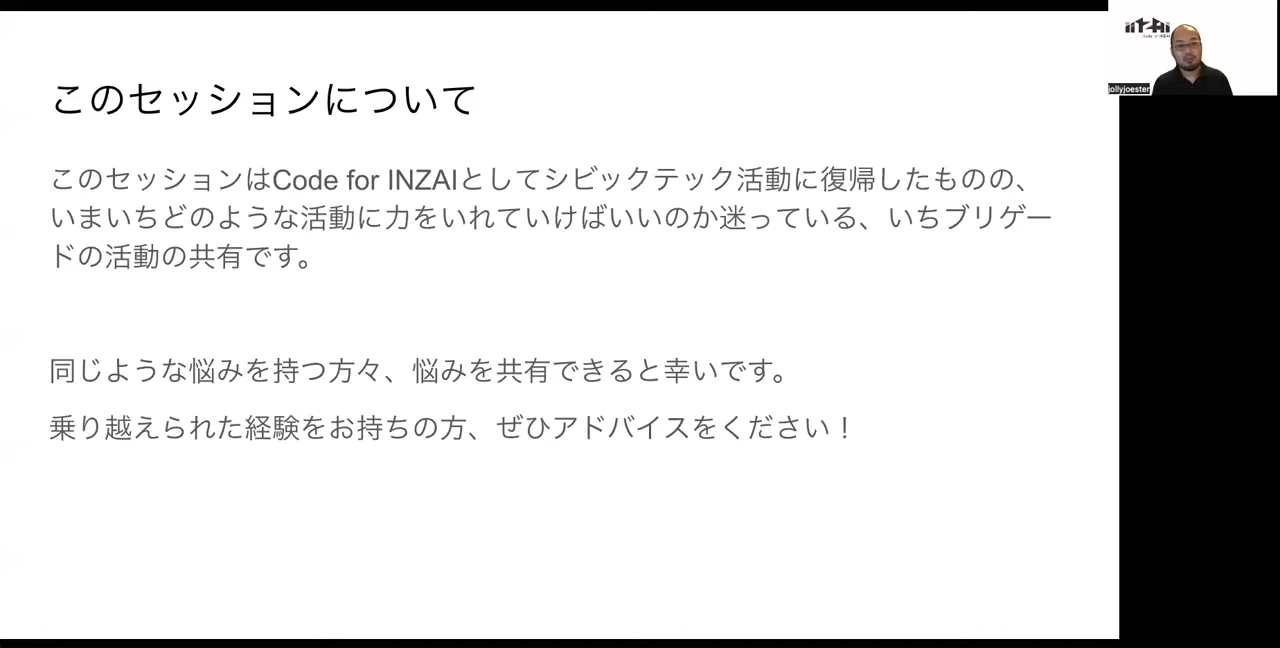 このセッションについて
このセッションはCode for INZAIとしてシビックテック活動に復帰したものの、
いまいちどのような活動に力をいれていけばいいのか迷っている、いちブリゲー
ドの活動の共有です。
同じような悩みを持つ方々、悩みを共有できると幸いです。
乗り越えられた経験をお持ちの方、ぜひアドバイスをください！
INZAI
Code for INZAI
jollyjoester